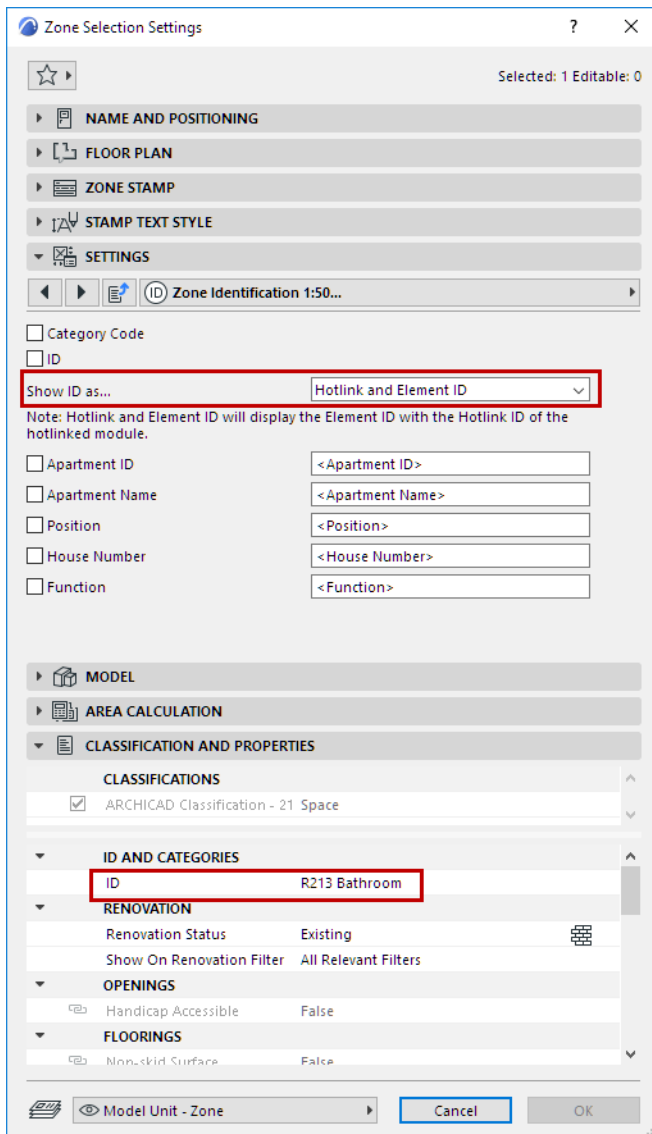 Zone Selection Settings
?
Selected: 1 Editable: 0
NAME AND POSITIONING
FLOOR PLAN
ZONE STAMP
STAMP TEXT STYLE
SETTINGS
ID Zone Identification 1:50...
Category Code
ID
Show ID as... Hotlink and Element ID
Note: Hotlink and Element ID will display the Element ID with the Hotlink ID of the
hotlinked module.
Apartment ID <Apartment ID>
Apartment Name <Apartment Name>
Position <Position>
House Number <House Number>
Function <Function>
MODEL
AREA CALCULATION
CLASSIFICATION AND PROPERTIES
CLASSIFICATIONS
ARCHICAD Classification - 21 Space
ID AND CATEGORIES
ID R213 Bathroom
RENOVATION
Renovation Status Existing
Show On Renovation Filter All Relevant Filters
OPENINGS
Handicap Accessible False
FLOORINGS
Non-skid Surface False
Model Unit - Zone
Cancel
OK